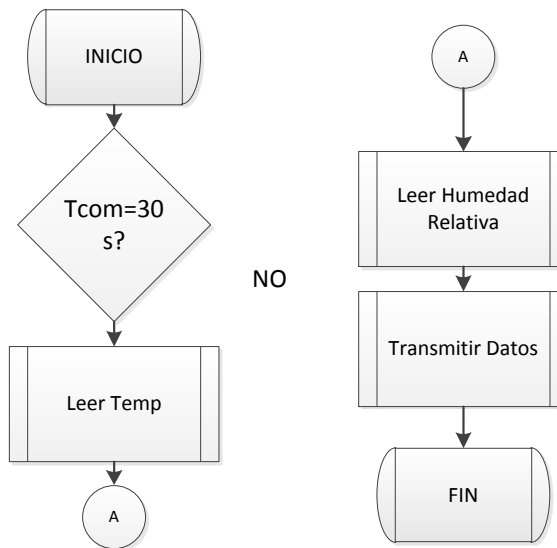 INICIO
Tcom=30
s?
NO
Leer Temp
A
A
Leer Humedad
Relativa
Transmitir Datos
FIN